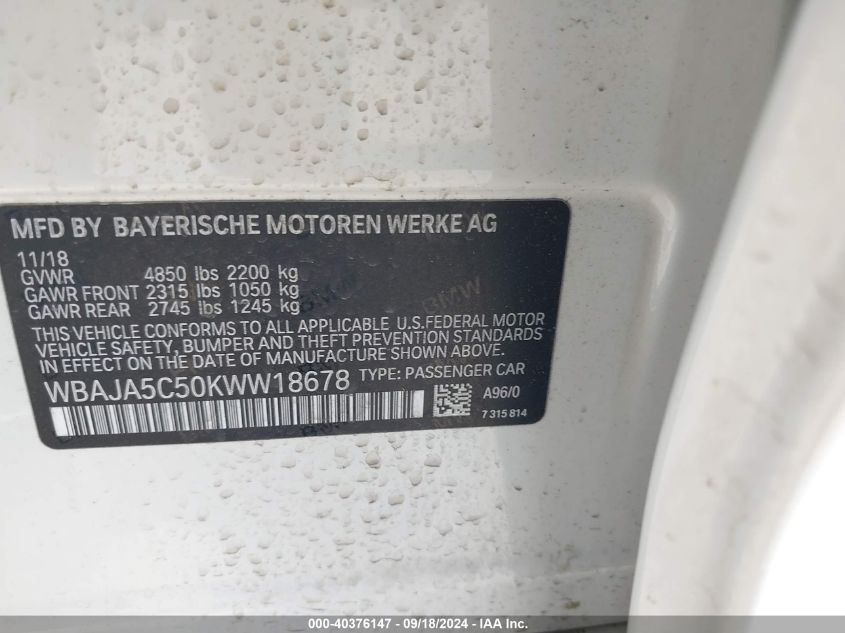 MFD BY BAYERISCHE MOTOREN WERKE AG
11/18
GVWR 4850 lbs 2200 kg
GAWR FRONT 2315 lbs 1050 kg
GAWR REAR 2745 lbs 1245 kg
THIS VEHICLE CONFORMS TO ALL APPLICABLE U.S.FEDERAL MOTOR
VEHICLE SAFETY, BUMPER AND THEFT PREVENTION STANDARDS
IN EFFECT ON THE DATE OF MANUFACTURE SHOWN ABOVE.
WBAJA5C50KWW18678 TYPE: PASSENGER CAR
A96/0
7 315 814
BMW
000-40376147 - 09/18/2024 - IAA Inc.